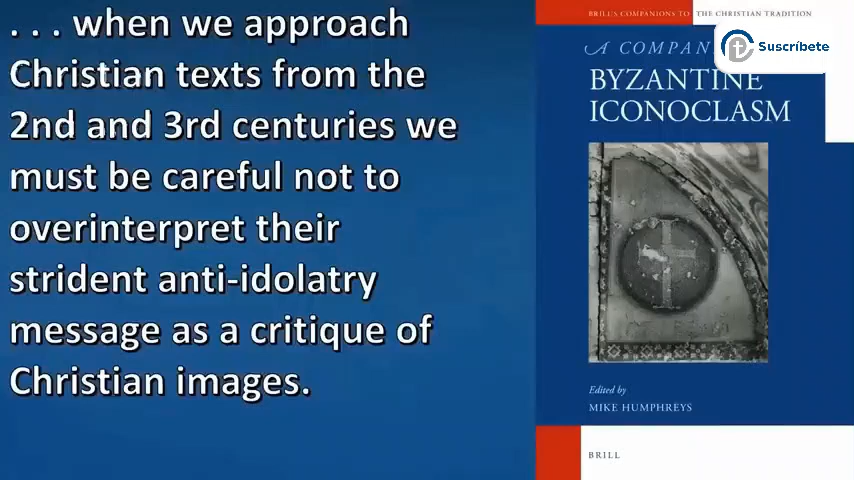 . . . when we approach
Christian texts from the
2nd and 3rd centuries we
must be careful not to
overinterpret their
strident anti-idolatry
message as a critique of
Christian images.
BRILL'S COMPANIONS TO THE CHRISTIAN TRADITION
A COMPAN
Suscríbete
BYZANTINE
ICONOCLASM
Edited by
MIKE HUMPHREYS
BRILL